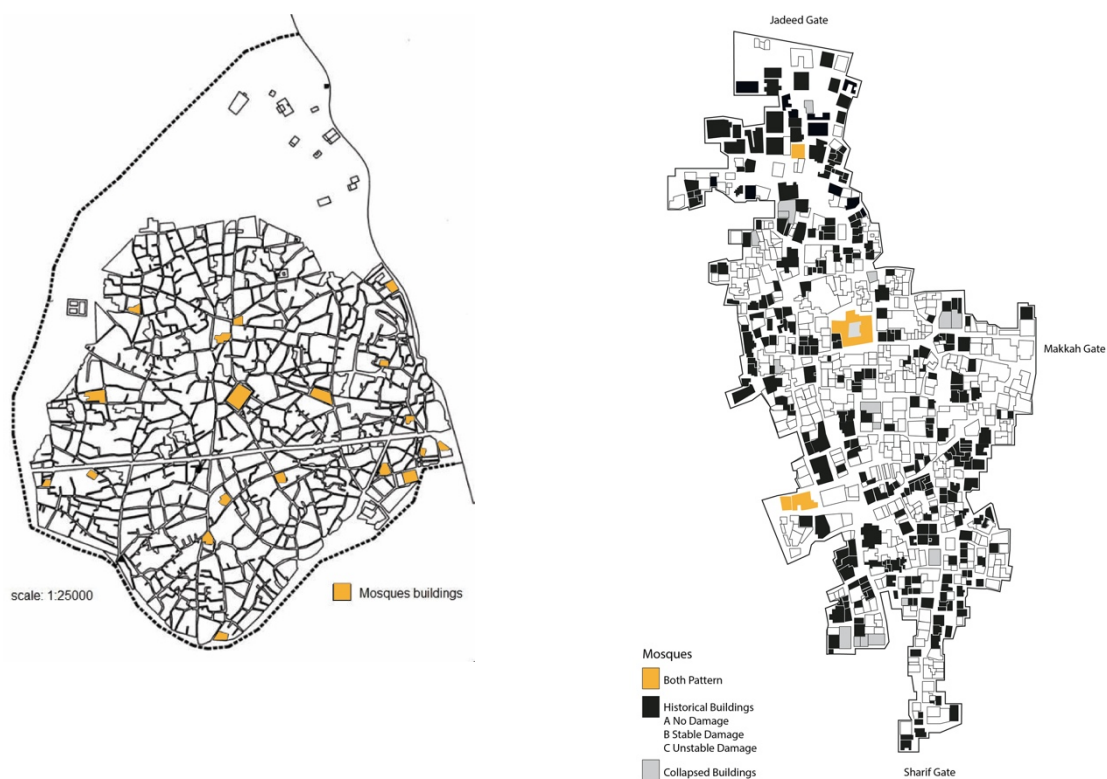 scale: 1:25000
Mosques buildings
Jadeed Gate
Makkah Gate
Mosques
Both Pattern
Historical Buildings
A No Damage
B Stable Damage
C Unstable Damage
Collapsed Buildings
Sharif Gate